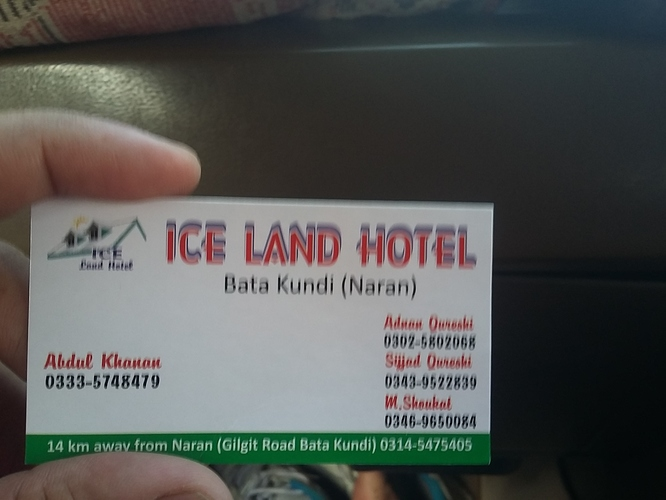 ICE
Land Hotel
ICE LAND HOTEL
Bata Kundi (Naran)
Abdul Khanan
0333-5748479
Adnan Qureshi
0302-5802068
Sijjad Qureshi
0343-9522839
M.Shoukat
0346-9650084
14 km away from Naran (Gilgit Road Bata Kundi) 0314-5475405